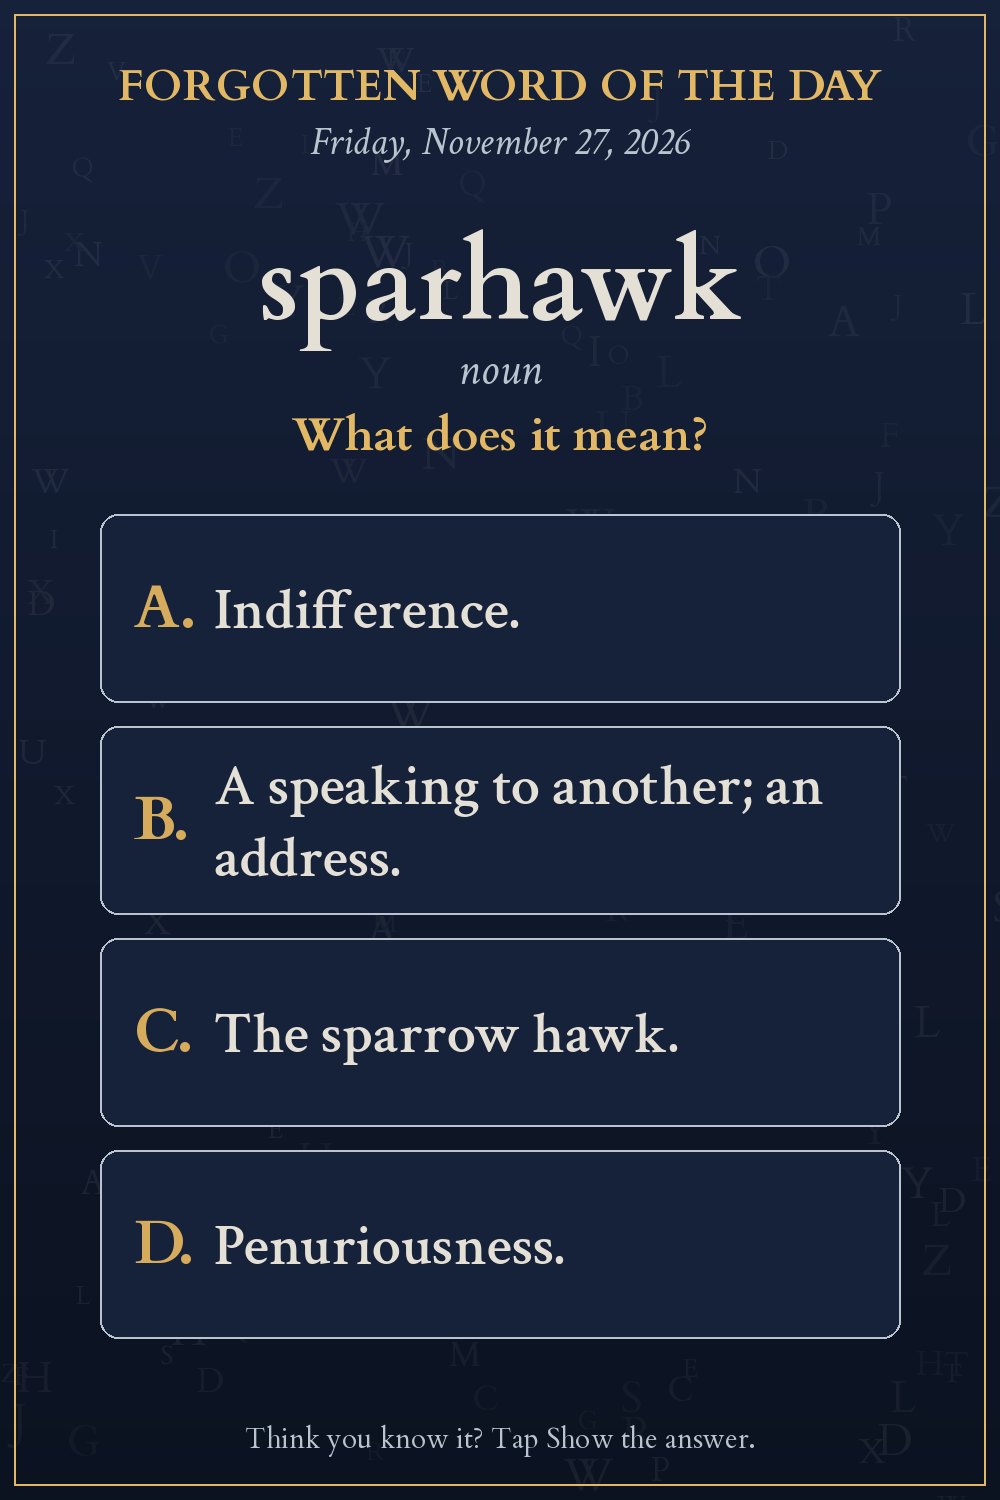 FORGOTTEN WORD OF THE DAY
Friday, November 27, 2026
sparhawk
noun
What does it mean?
A. Indifference.
B. A speaking to another; an
address.
C. The sparrow hawk.
D. Penuriousness.
Think you know it? Tap Show the answer.